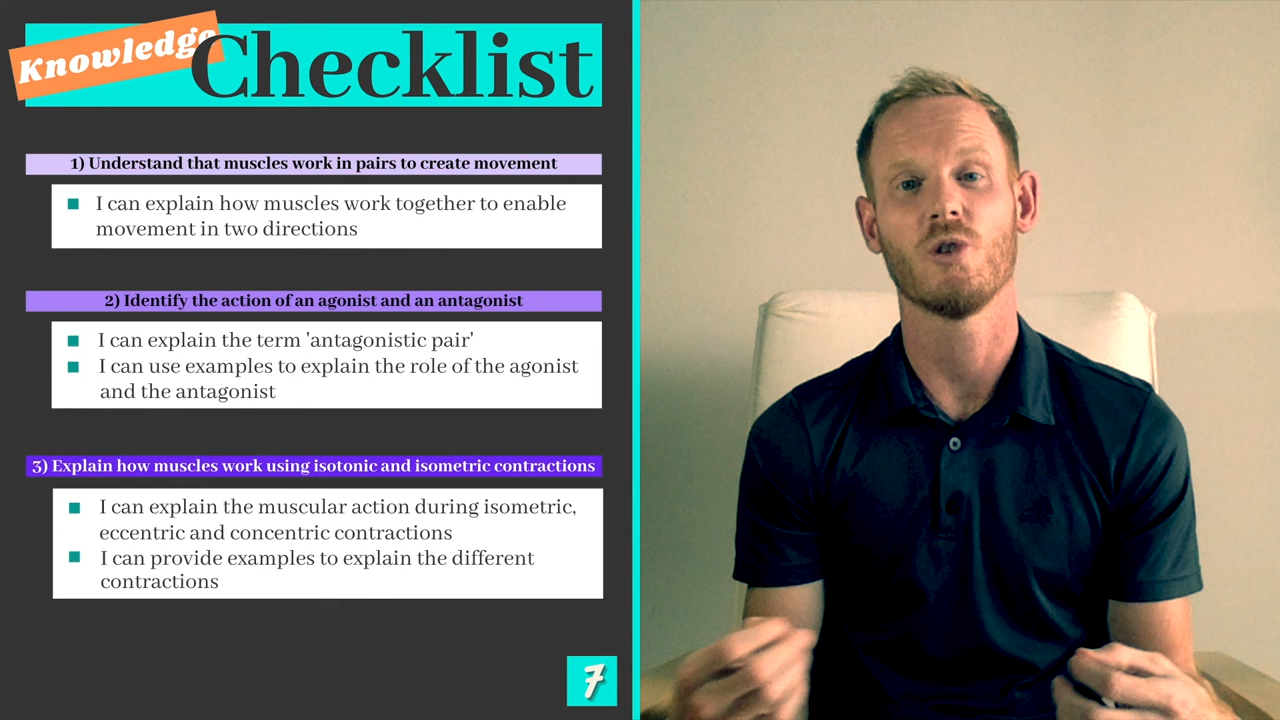 Knowledge
Checklist
1) Understand that muscles work in pairs to create movement
■ I can explain how muscles work together to enable
movement in two directions
2) Identify the action of an agonist and an antagonist
■ I can explain the term 'antagonistic pair'
■ I can use examples to explain the role of the agonist
and the antagonist
3) Explain how muscles work using isotonic and isometric contractions
■ I can explain the muscular action during isometric,
eccentric and concentric contractions
■ I can provide examples to explain the different
contractions
7